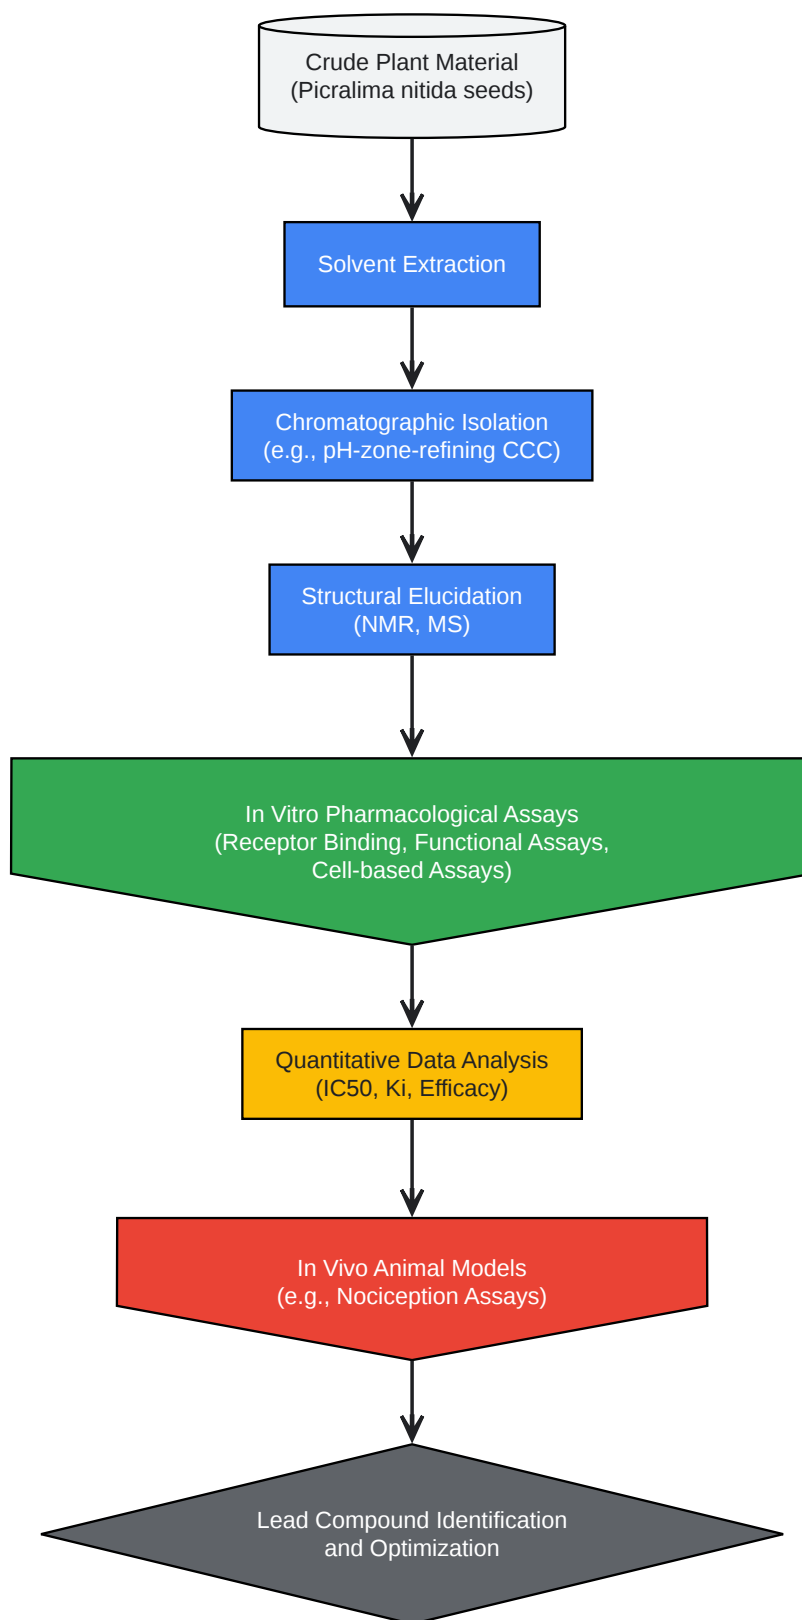 Crude Plant Material
(Picralima nitida seeds)
Solvent Extraction
Chromatographic Isolation
(e.g., pH-zone-refining CCC)
Structural Elucidation
(NMR, MS)
In Vitro Pharmacological Assays
(Receptor Binding, Functional Assays,
Cell-based Assays)
Quantitative Data Analysis
(IC50, Ki, Efficacy)
In Vivo Animal Models
(e.g., Nociception Assays)
Lead Compound Identification
and Optimization